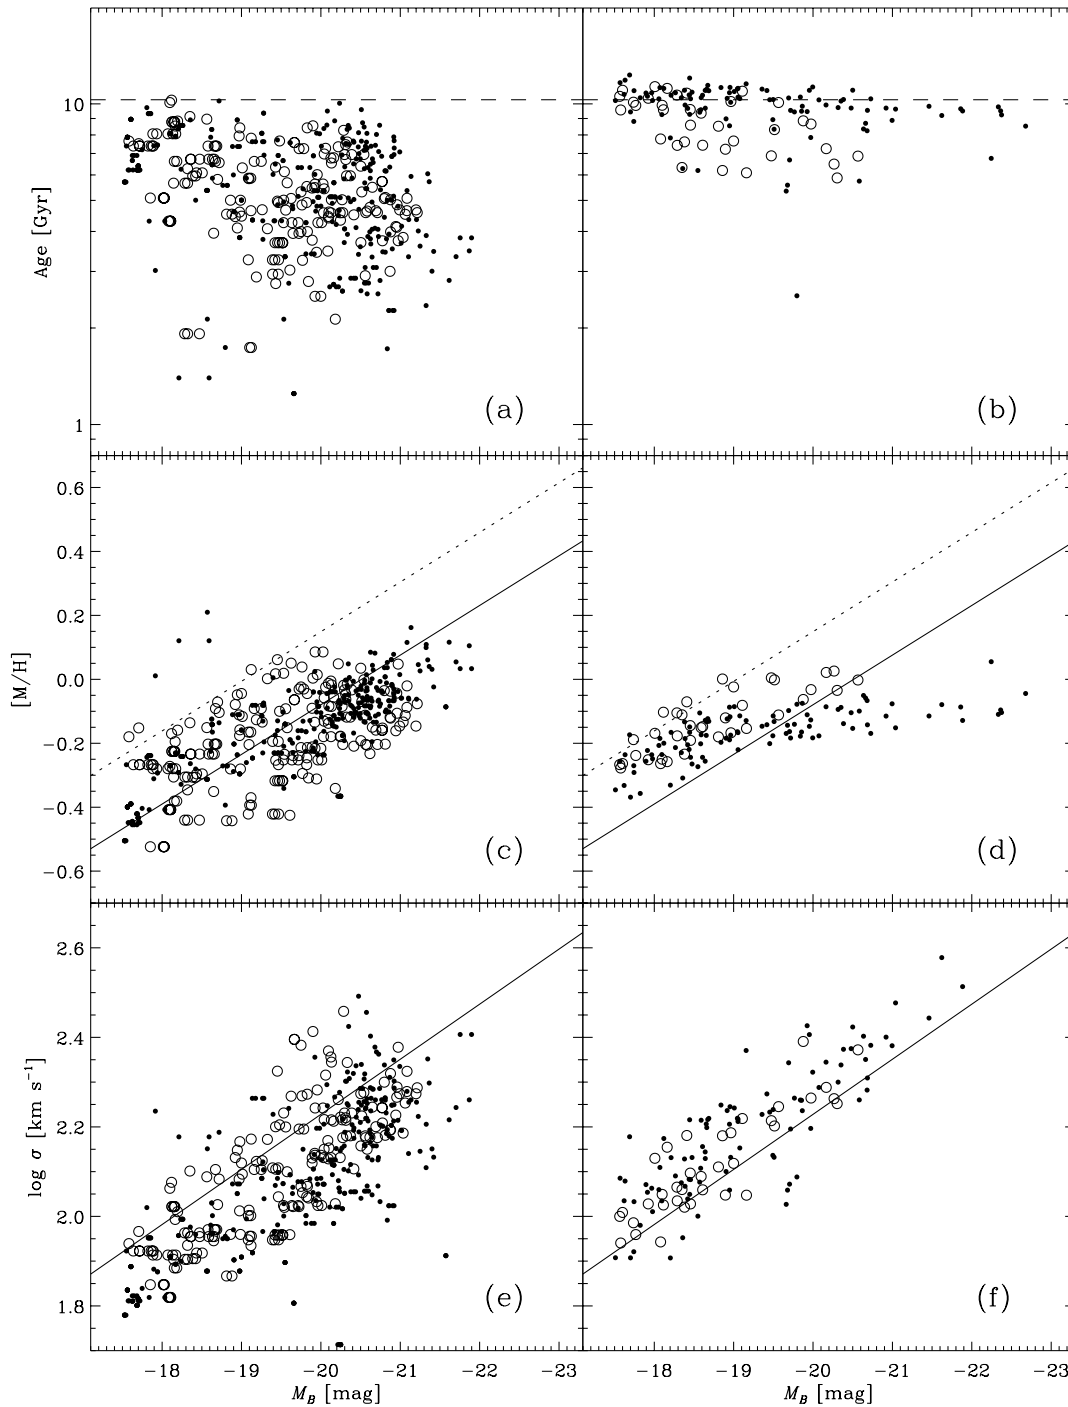 10
1
Age [Gyr]
(a)
(b)
0.6
0.4
0.2
0.0
−0.2
−0.4
−0.6
[M/H]
(c)
(d)
2.6
2.4
2.2
2.0
1.8
log σ [km s⁻¹]
(e)
(f)
−18 −19 −20 −21 −22 −23
−18 −19 −20 −21 −22 −23
M_B [mag]
M_B [mag]